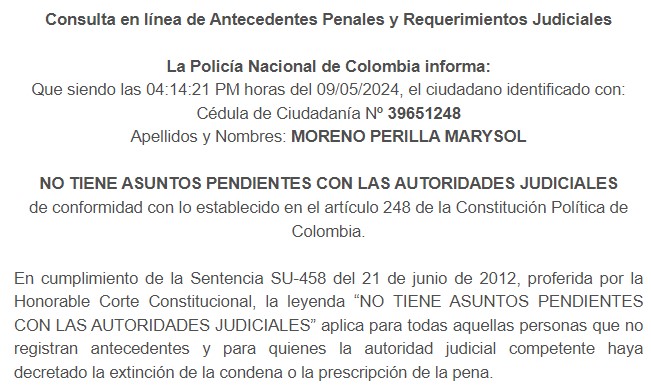 Consulta en línea de Antecedentes Penales y Requerimientos Judiciales
La Policía Nacional de Colombia informa:
Que siendo las 04:14:21 PM horas del 09/05/2024, el ciudadano identificado con:
Cédula de Ciudadanía Nº 39651248
Apellidos y Nombres: MORENO PERILLA MARYSOL
NO TIENE ASUNTOS PENDIENTES CON LAS AUTORIDADES JUDICIALES
de conformidad con lo establecido en el artículo 248 de la Constitución Política de
Colombia.
En cumplimiento de la Sentencia SU-458 del 21 de junio de 2012, proferida por la
Honorable Corte Constitucional, la leyenda “NO TIENE ASUNTOS PENDIENTES
CON LAS AUTORIDADES JUDICIALES” aplica para todas aquellas personas que no
registran antecedentes y para quienes la autoridad judicial competente haya
decretado la extinción de la condena o la prescripción de la pena.